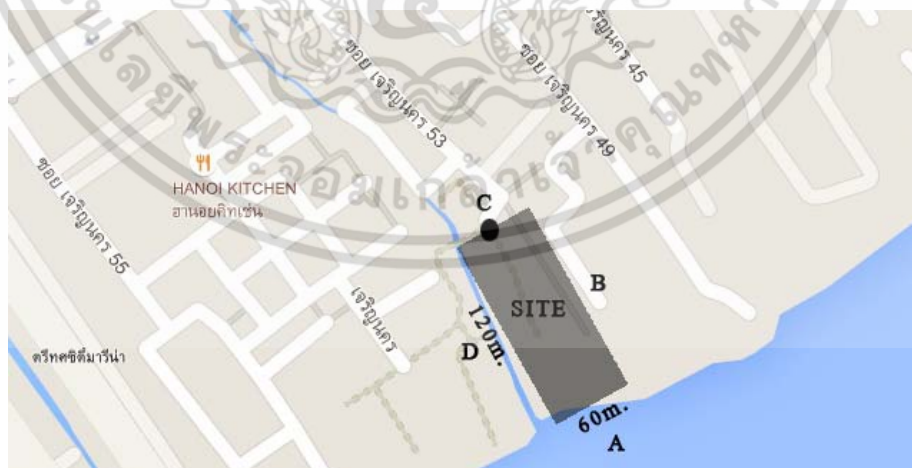 ซอย เจริญนคร 53
ซอย เจริญนคร 49
เจริญนคร 45
HANOI KITCHEN
ฮานอยคิทเช่น
ซอย เจริญนคร 55
เจริญนคร
ตรีทศซิตี้มารีน่า
C
B
SITE
120m.
D
60m.
A